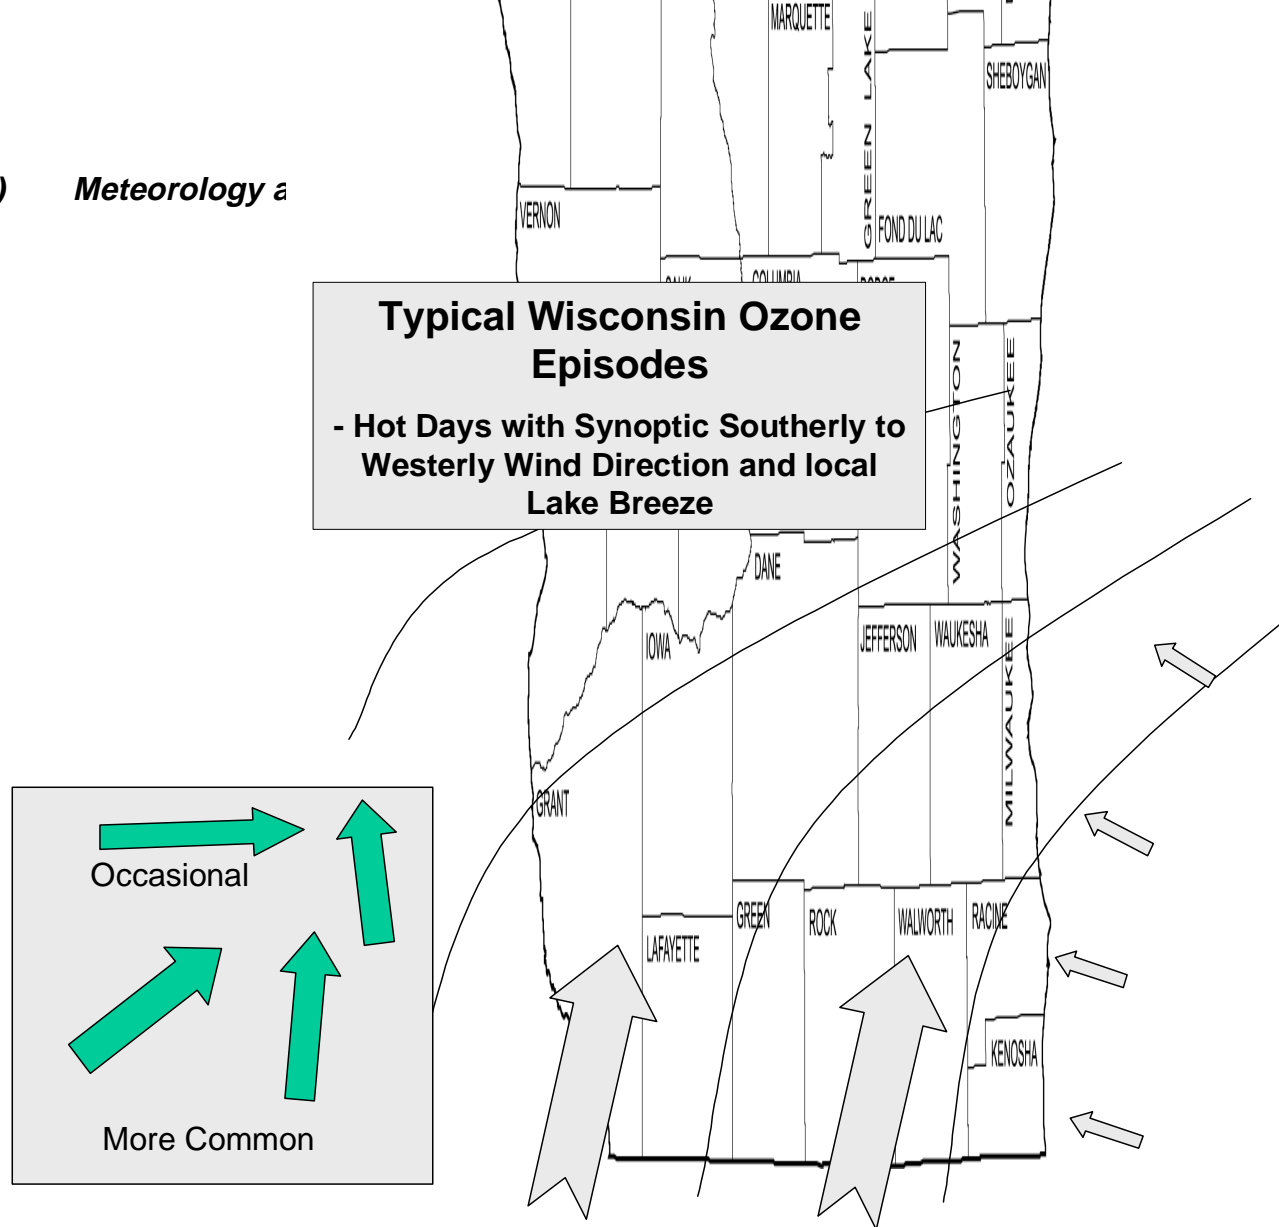 MARQUETTE
GREEN LAKE
SHEBOYGAN
) Meteorology a
VERNON
FOND DU LAC
COLUMBIA
Typical Wisconsin Ozone
Episodes
- Hot Days with Synoptic Southerly to
Westerly Wind Direction and local
Lake Breeze
WASHINGTON
OZAUKEE
DANE
IOWA
JEFFERSON
WAUKESHA
MILWAUKEE
GRANT
Occasional
GREEN
ROCK
WALWORTH
RACINE
LAFAYETTE
KENOSHA
More Common